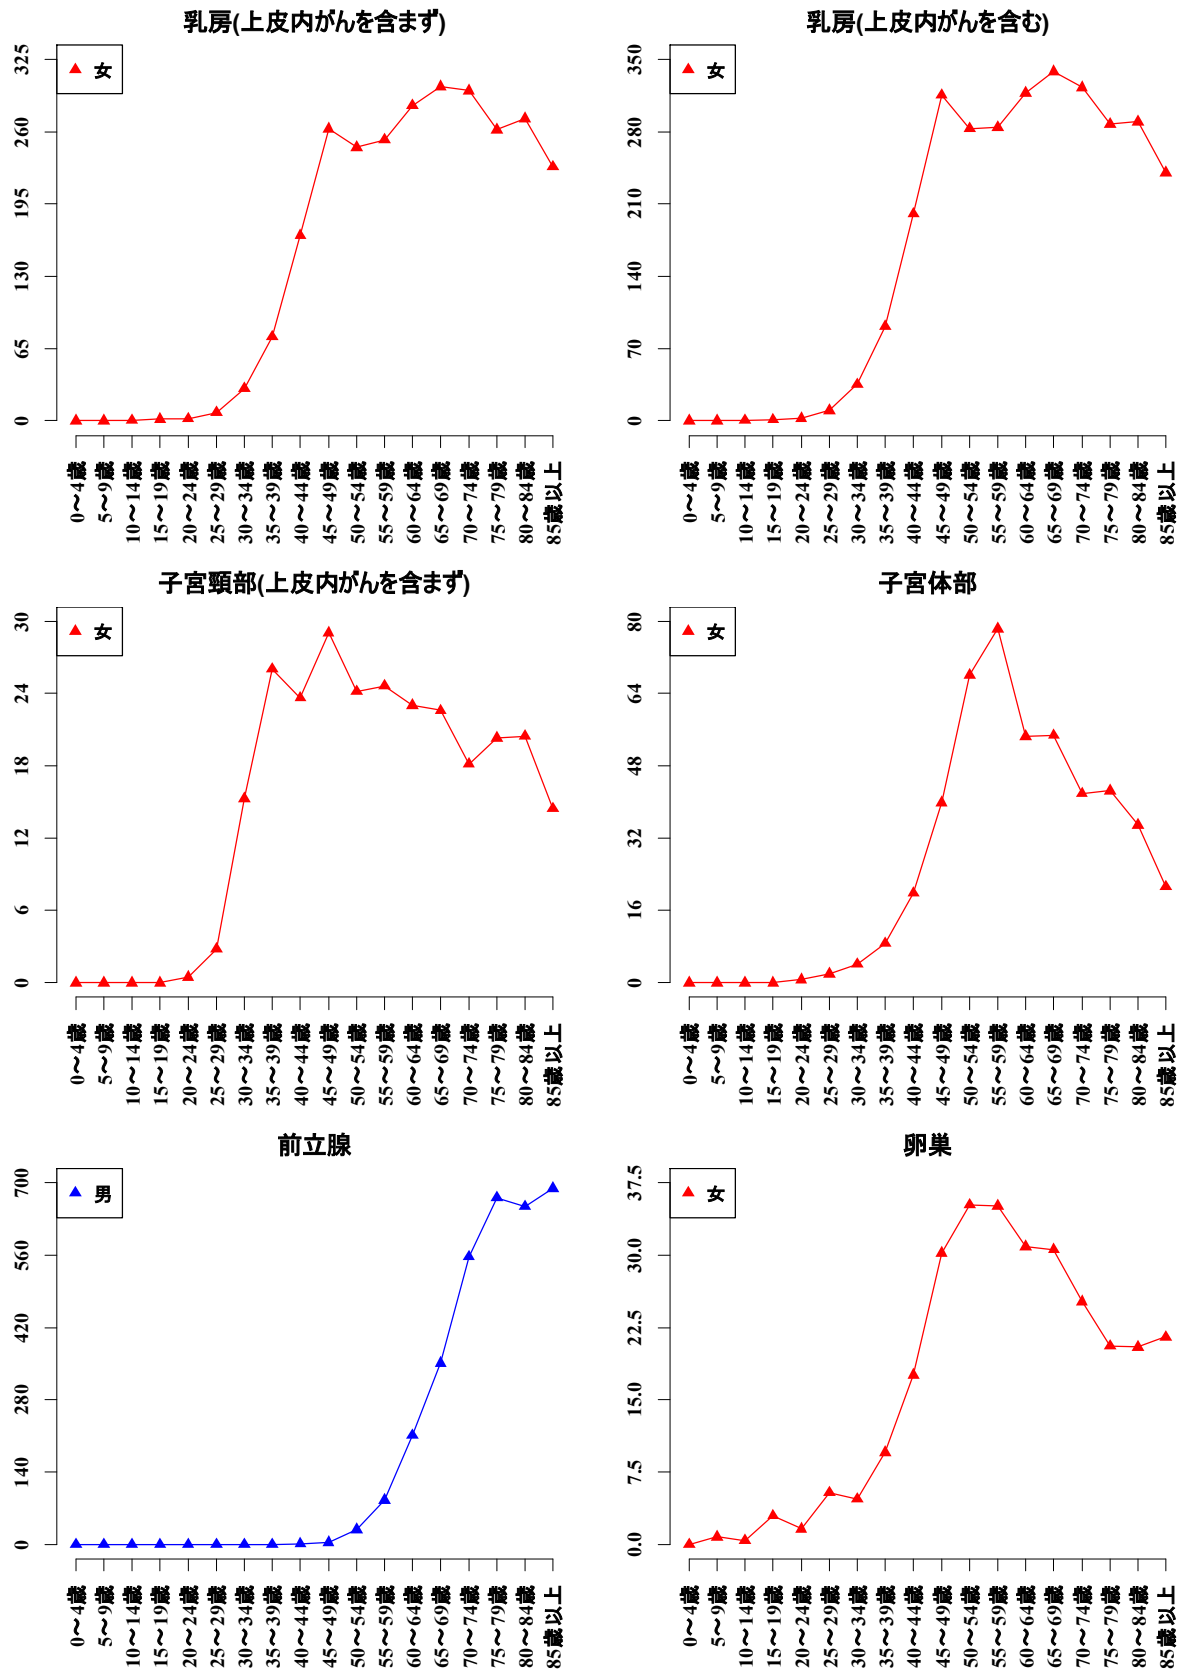 乳房(上皮内がんを含まず)
女
325
260
195
130
65
0
0〜4歳
5〜9歳
10〜14歳
15〜19歳
20〜24歳
25〜29歳
30〜34歳
35〜39歳
40〜44歳
45〜49歳
50〜54歳
55〜59歳
60〜64歳
65〜69歳
70〜74歳
75〜79歳
80〜84歳
85歳以上
乳房(上皮内がんを含む)
女
350
280
210
140
70
0
0〜4歳
5〜9歳
10〜14歳
15〜19歳
20〜24歳
25〜29歳
30〜34歳
35〜39歳
40〜44歳
45〜49歳
50〜54歳
55〜59歳
60〜64歳
65〜69歳
70〜74歳
75〜79歳
80〜84歳
85歳以上
子宮頸部(上皮内がんを含まず)
女
30
24
18
12
6
0
0〜4歳
5〜9歳
10〜14歳
15〜19歳
20〜24歳
25〜29歳
30〜34歳
35〜39歳
40〜44歳
45〜49歳
50〜54歳
55〜59歳
60〜64歳
65〜69歳
70〜74歳
75〜79歳
80〜84歳
85歳以上
子宮体部
女
80
64
48
32
16
0
0〜4歳
5〜9歳
10〜14歳
15〜19歳
20〜24歳
25〜29歳
30〜34歳
35〜39歳
40〜44歳
45〜49歳
50〜54歳
55〜59歳
60〜64歳
65〜69歳
70〜74歳
75〜79歳
80〜84歳
85歳以上
前立腺
男
700
560
420
280
140
0
0〜4歳
5〜9歳
10〜14歳
15〜19歳
20〜24歳
25〜29歳
30〜34歳
35〜39歳
40〜44歳
45〜49歳
50〜54歳
55〜59歳
60〜64歳
65〜69歳
70〜74歳
75〜79歳
80〜84歳
85歳以上
卵巣
女
37.5
30.0
22.5
15.0
7.5
0.0
0〜4歳
5〜9歳
10〜14歳
15〜19歳
20〜24歳
25〜29歳
30〜34歳
35〜39歳
40〜44歳
45〜49歳
50〜54歳
55〜59歳
60〜64歳
65〜69歳
70〜74歳
75〜79歳
80〜84歳
85歳以上